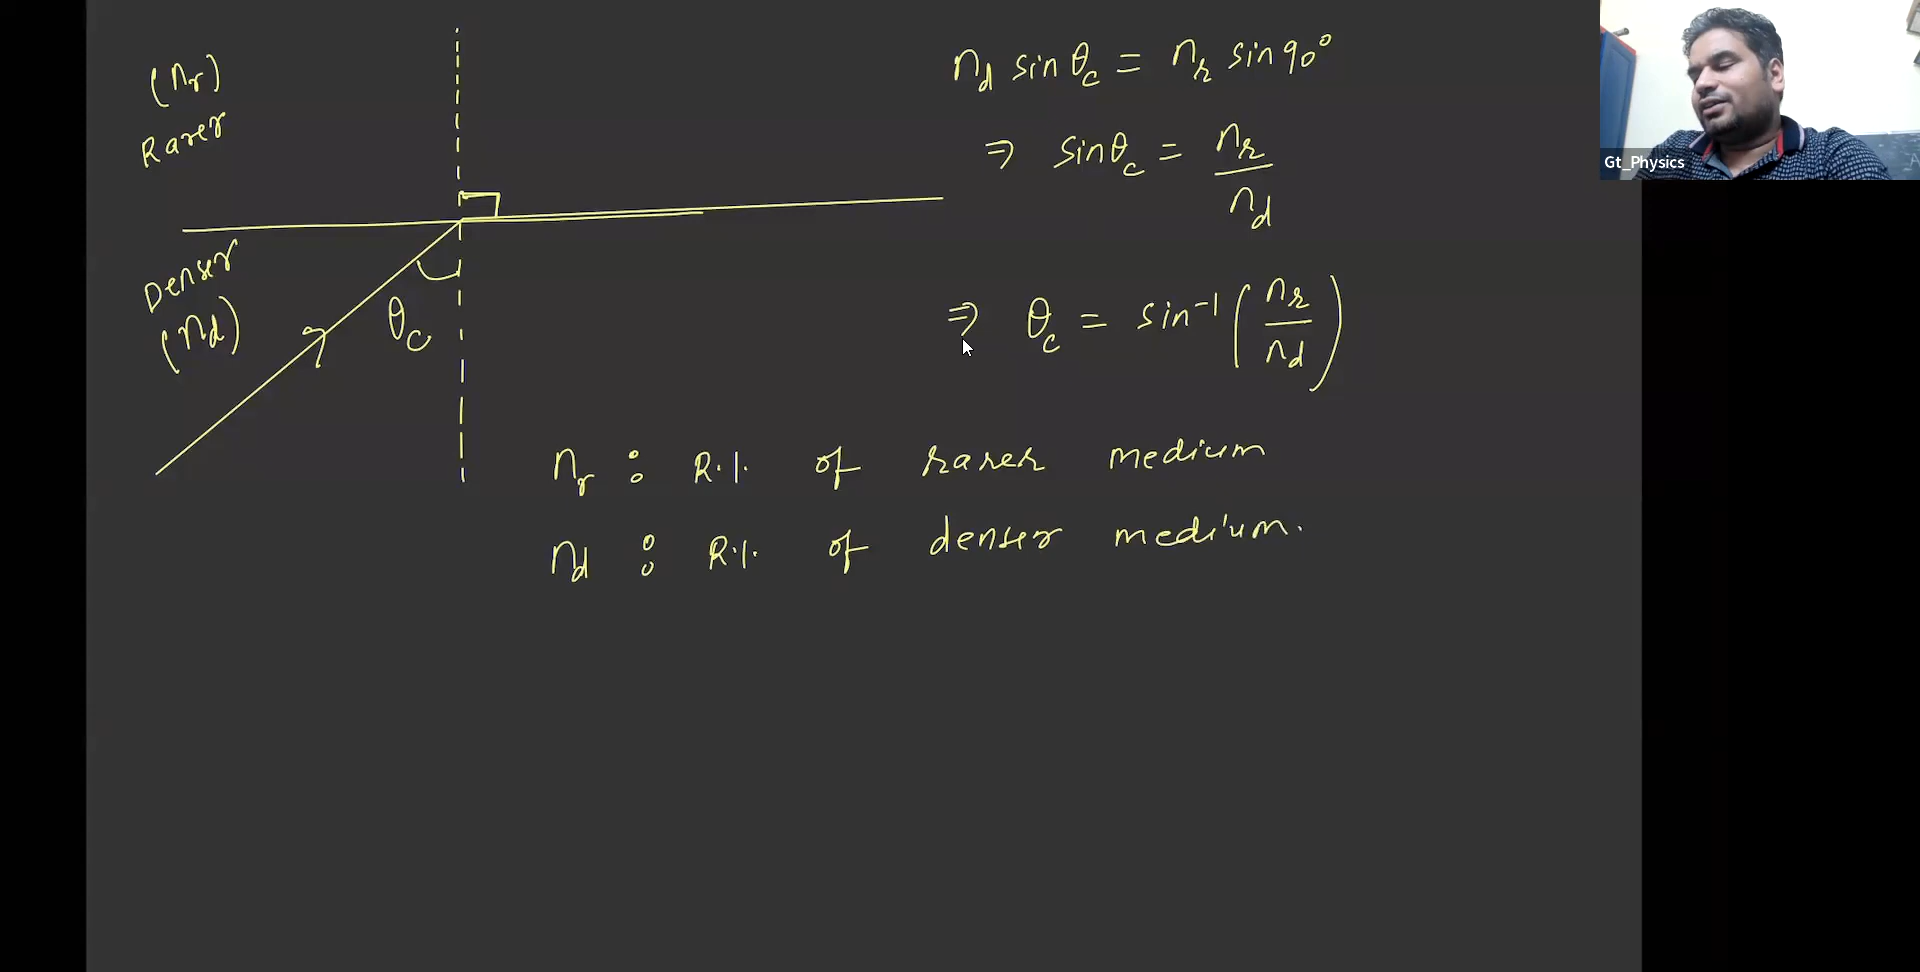 (nr)
Rarer
Denser
(nd)
θc
nd sin θc = nr sin 90°
⇒ sin θc = nr / nd
⇒ θc = sin⁻¹ (nr / nd)
nr : R.I. of rarer medium
nd : R.I. of denser medium.
Gt_Physics